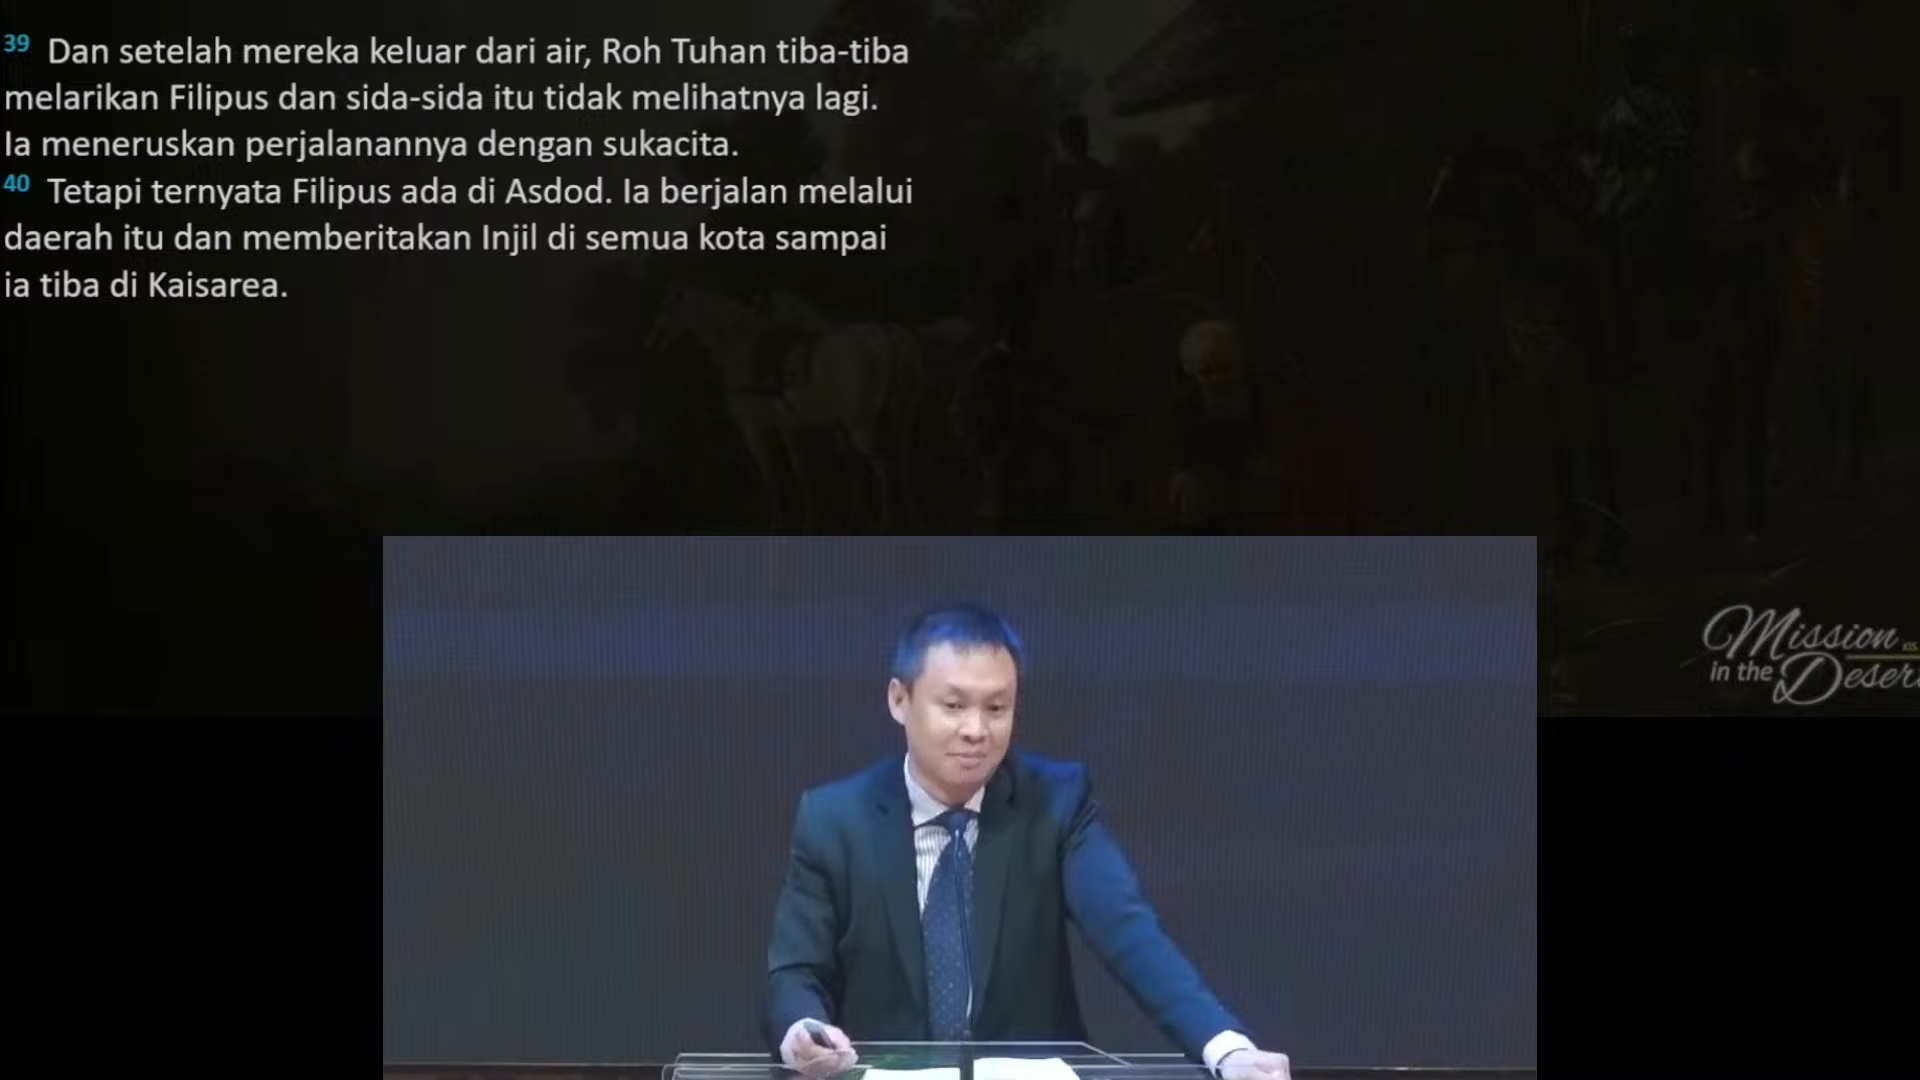 39 Dan setelah mereka keluar dari air, Roh Tuhan tiba-tiba
melarikan Filipus dan sida-sida itu tidak melihatnya lagi.
Ia meneruskan perjalanannya dengan sukacita.
40 Tetapi ternyata Filipus ada di Asdod. Ia berjalan melalui
daerah itu dan memberitakan Injil di semua kota sampai
ia tiba di Kaisarea.
Mission
in the Desert